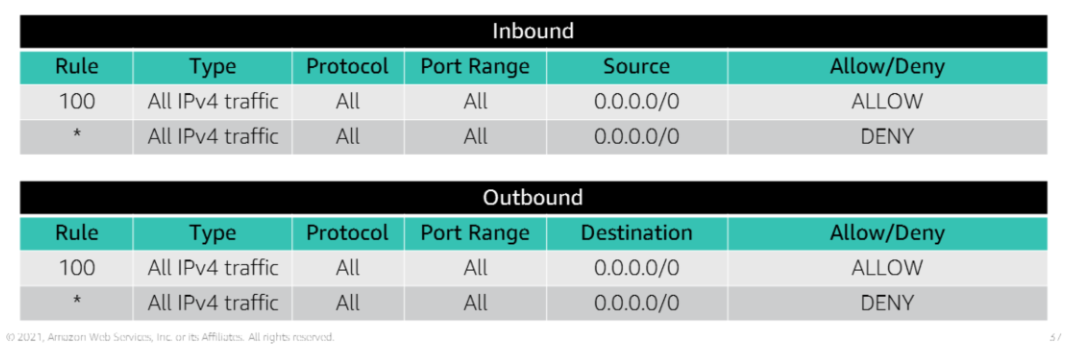 Inbound
Rule Type Protocol Port Range Source Allow/Deny
100 All IPv4 traffic All All 0.0.0.0/0 ALLOW
* All IPv4 traffic All All 0.0.0.0/0 DENY
Outbound
Rule Type Protocol Port Range Destination Allow/Deny
100 All IPv4 traffic All All 0.0.0.0/0 ALLOW
* All IPv4 traffic All All 0.0.0.0/0 DENY
© 2021, Amazon Web Services, Inc. or its Affiliates. All rights reserved. 37